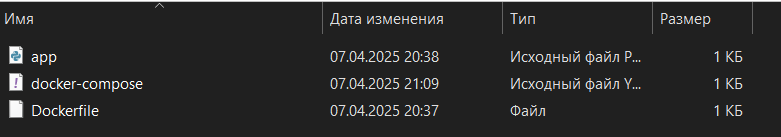 Имя Дата изменения Тип Размер
app 07.04.2025 20:38 Исходный файл P... 1 КБ
docker-compose 07.04.2025 21:09 Исходный файл Y... 1 КБ
Dockerfile 07.04.2025 20:37 Файл 1 КБ